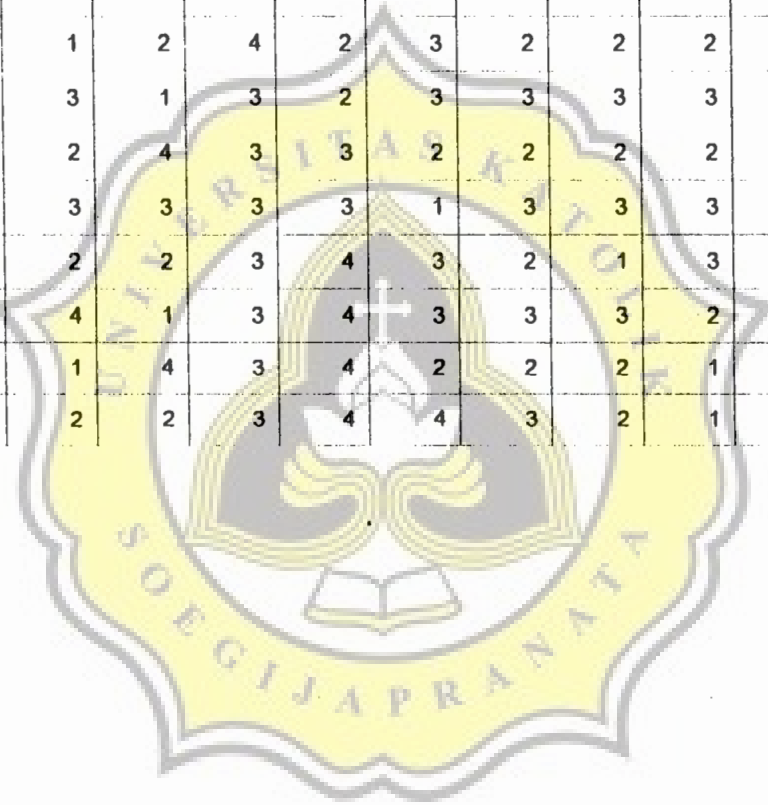 1 2 4 2 3 2 2 2
3 1 3 2 3 3 3 3
2 4 3 3 2 2 2 2
3 3 3 3 1 3 3 3
2 2 3 4 3 2 1 3
4 1 3 4 3 3 3 2
1 4 3 4 2 2 2 1
2 2 3 4 4 3 2 1
UNIVERSITAS KATOLIK
SOEGIJAPRANATA